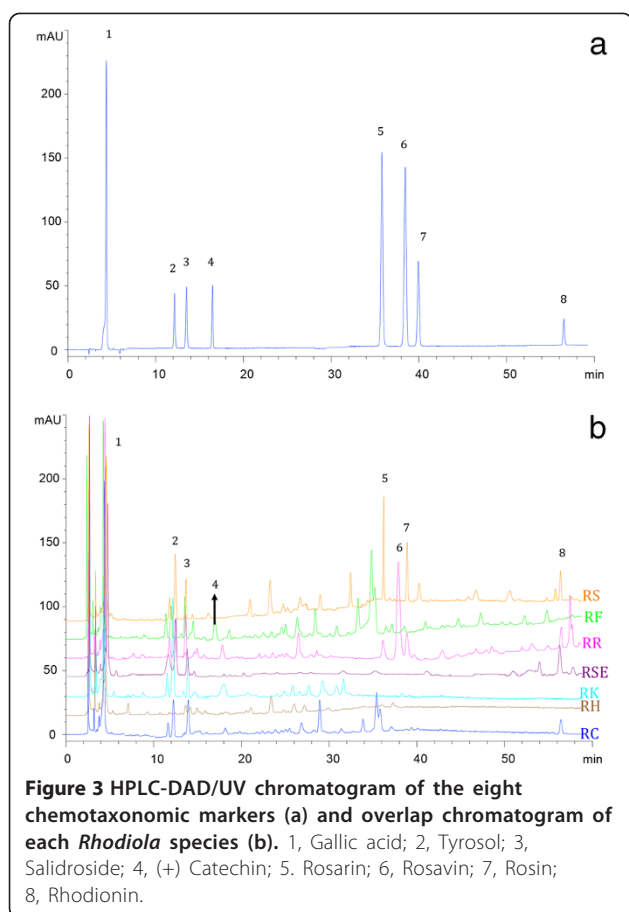 a
mAU
1
200
150
100
50
0
5
6
7
2
3
4
8
0
10
20
30
40
50
min
b
mAU
200
150
100
50
0
1
2
3
4
5
6
7
8
RS
RF
RR
RSE
RK
RH
RC
0
10
20
30
40
50
min
Figure 3 HPLC-DAD/UV chromatogram of the eight
chemotaxonomic markers (a) and overlap chromatogram of
each Rhodiola species (b). 1, Gallic acid; 2, Tyrosol; 3,
Salidroside; 4, (+) Catechin; 5. Rosarin; 6, Rosavin; 7, Rosin;
8, Rhodionin.